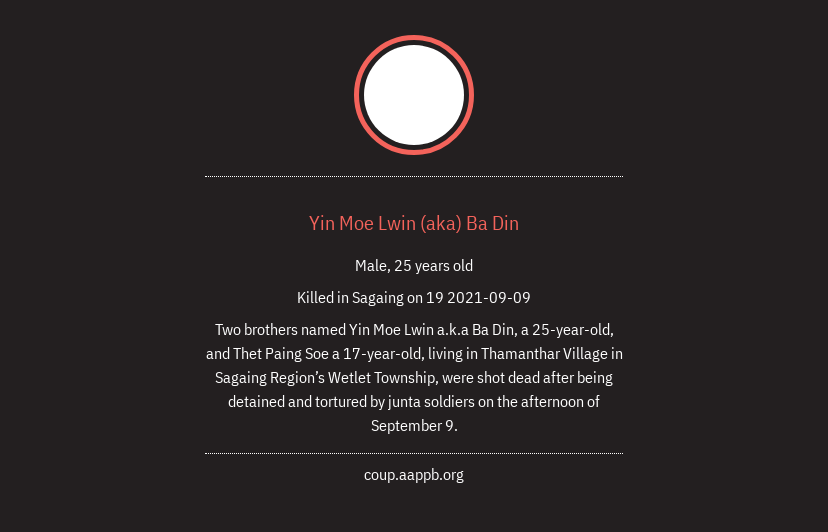 Yin Moe Lwin (aka) Ba Din
Male, 25 years old
Killed in Sagaing on 19 2021-09-09
Two brothers named Yin Moe Lwin a.k.a Ba Din, a 25-year-old,
and Thet Paing Soe a 17-year-old, living in Thamanthar Village in
Sagaing Region’s Wetlet Township, were shot dead after being
detained and tortured by junta soldiers on the afternoon of
September 9.
coup.aappb.org